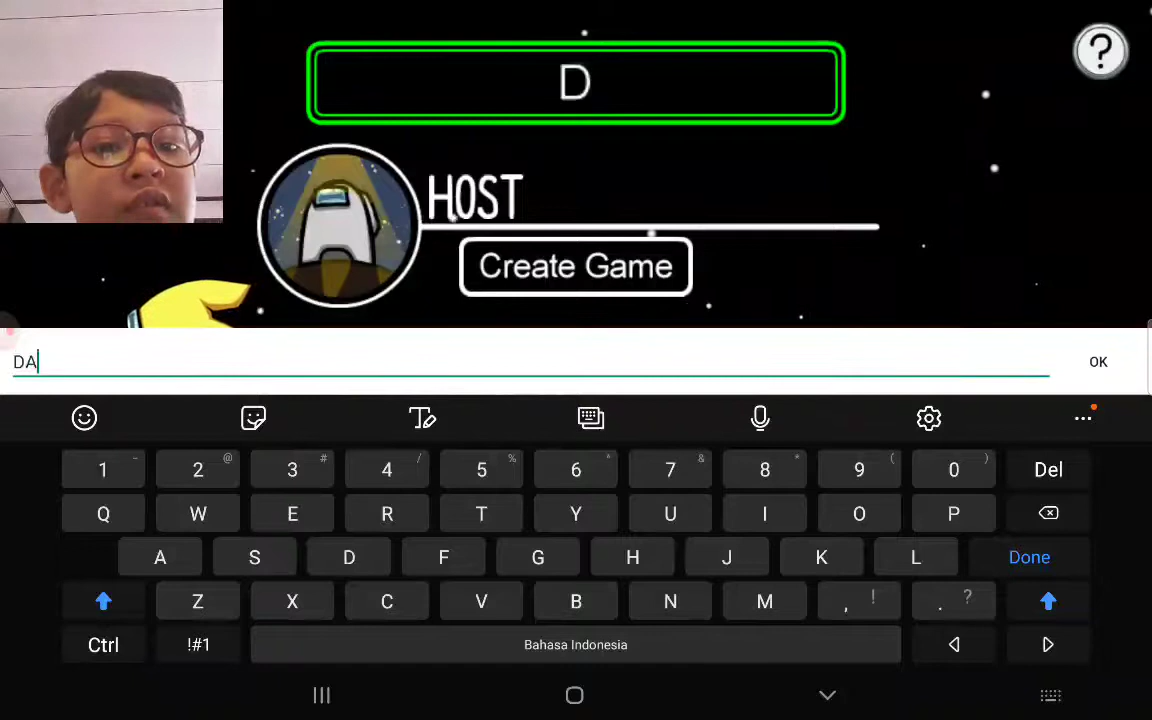 D
?
HOST
Create Game
DA
OK
1 - 2 @ 3 # 4 / 5 % 6 ^ 7 & 8 * 9 ( 0 ) Del
Q W E R T Y U I O P
A S D F G H J K L Done
Z X C V B N M , ! . ?
Ctrl !#1 Bahasa Indonesia